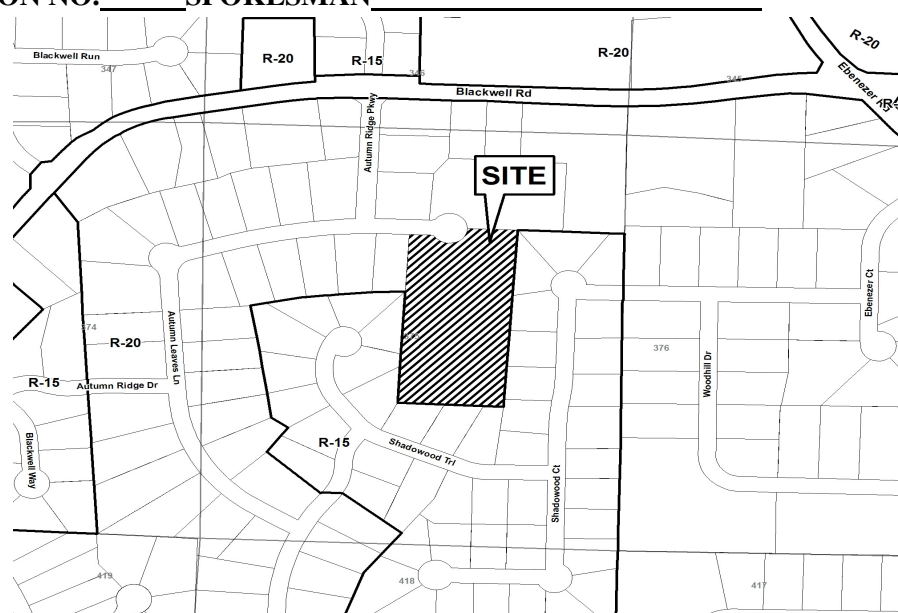 ON NO. SPOKESMAN
R-20
Blackwell Run
R-20
R-15
R-20
347
346
345
Blackwell Rd
Ebenezer Rd
Autumn Ridge Pkwy
SITE
Ebenezer Ct
374
R-20
Autumn Leaves Ln
376
R-15
Autumn Ridge Dr
Woodhill Dr
R-15
Blackwell Way
Shadowood Trl
Shadowood Ct
419
418
417